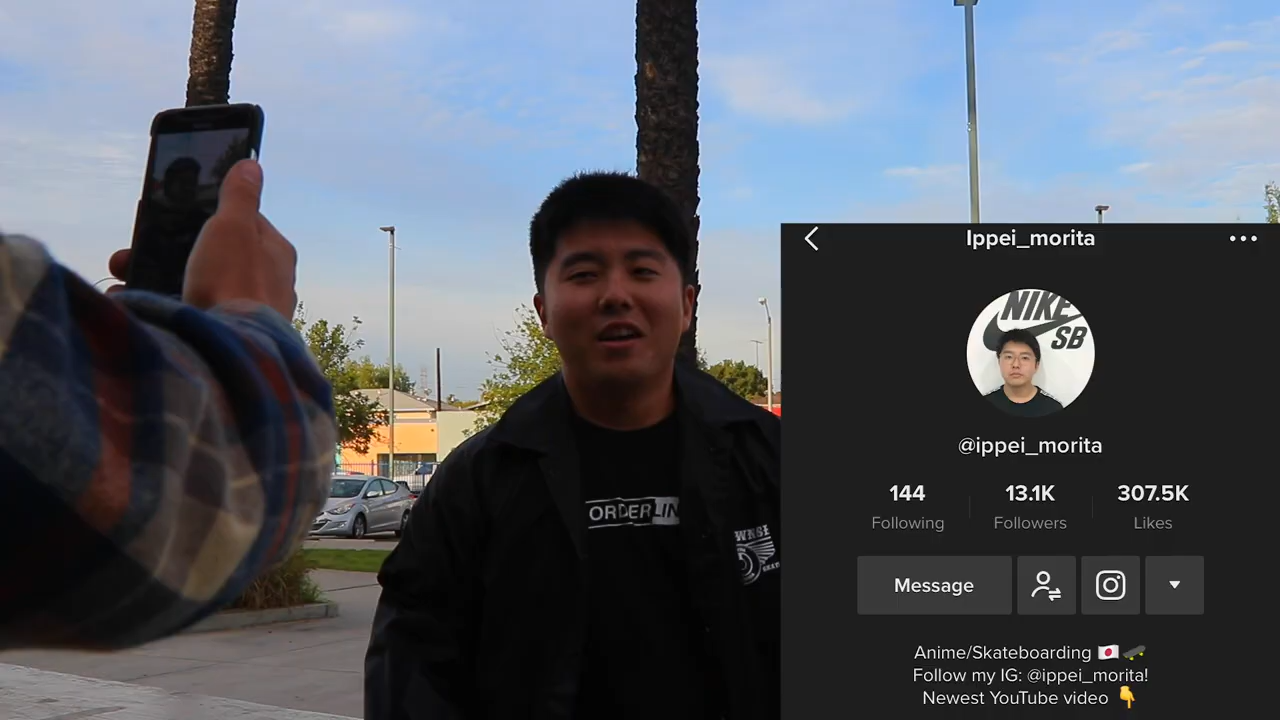 Ippei_morita
NIKE
SB
@ippei_morita
144
13.1K
307.5K
Following
Followers
Likes
ORDERLIN
Message
Anime/Skateboarding 🇯🇵🛹
Follow my IG: @ippei_morita!
Newest YouTube video 👇